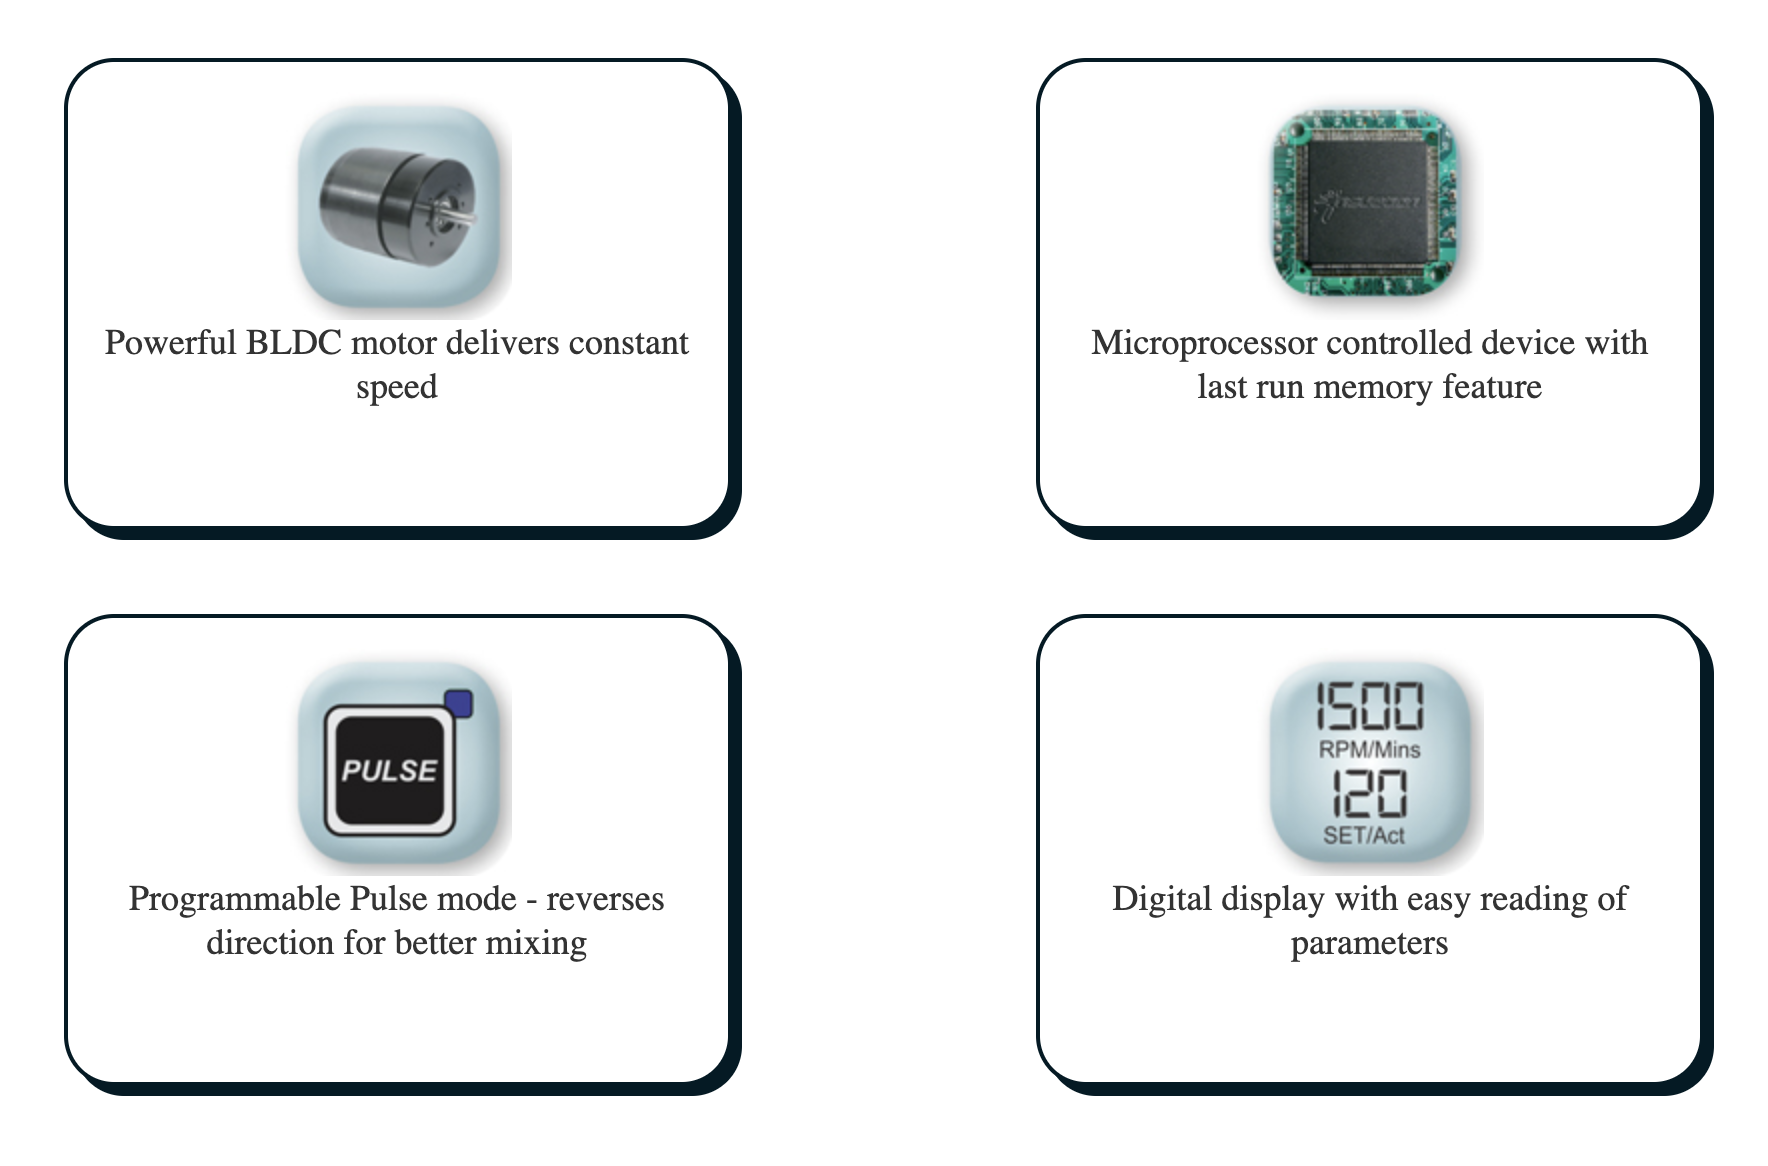 Powerful BLDC motor delivers constant
speed
Microprocessor controlled device with
last run memory feature
PULSE
Programmable Pulse mode - reverses
direction for better mixing
1500
RPM/Mins
120
SET/Act
Digital display with easy reading of
parameters